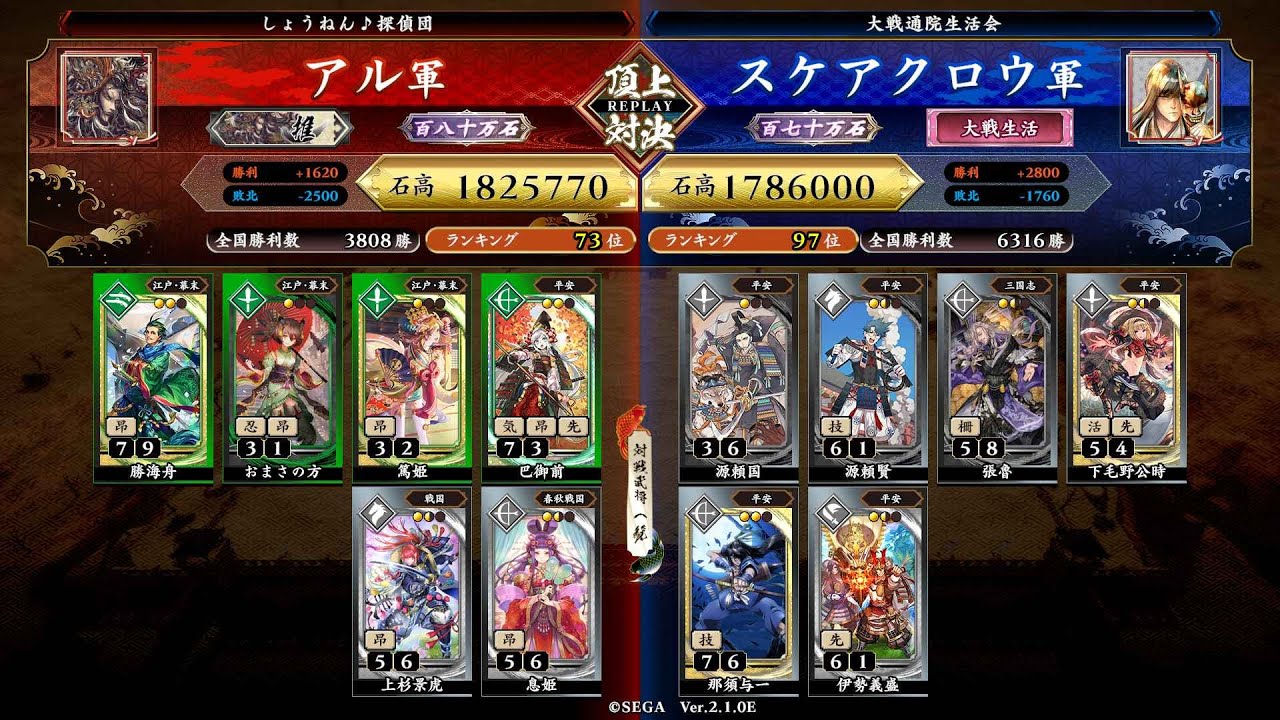 しょうねん♪探偵団
大戦通院生活会
アル軍
頂上
REPLAY
対決
スケアクロウ軍
推
百八十万石
百七十万石
大戦生活
勝利 +1620
敗北 -2500
石高 1825770
石高 1786000
勝利 +2800
敗北 -1760
全国勝利数 3808勝
ランキング 73位
ランキング 97位
全国勝利数 6316勝
江戸・幕末
江戸・幕末
江戸・幕末
平安
平安
平安
三国志
平安
昂
忍 昂
昂
気 昂 先
技
柵
活 先
7 9
3 1
3 2
7 3
3 6
6 1
5 8
5 4
勝海舟
おまさの方
篤姫
巴御前
源頼国
源頼賢
張魯
下毛野公時
対戦武将一覧
戦国
春秋戦国
平安
平安
昂
昂
技
先
5 6
5 6
7 6
6 1
上杉景虎
息姫
那須与一
伊勢義盛
©SEGA Ver.2.1.0E